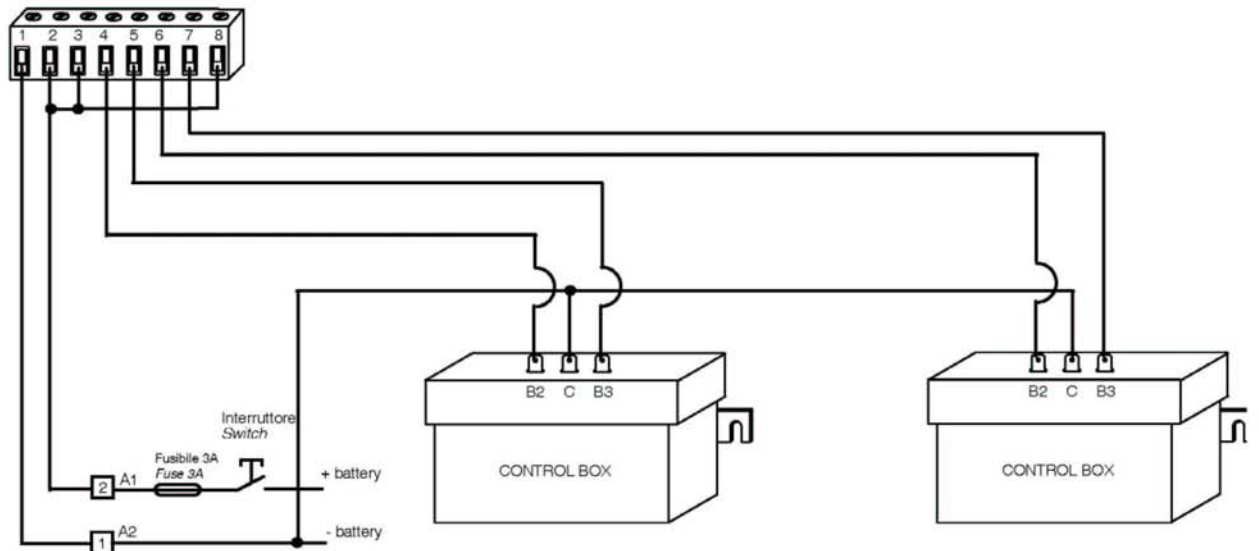 1 2 3 4 5 6 7 8
B2 C B3
B2 C B3
CONTROL BOX
CONTROL BOX
Interruttore
Switch
Fusibile 3A
Fuse 3A
2 A1
+ battery
1 A2
- battery